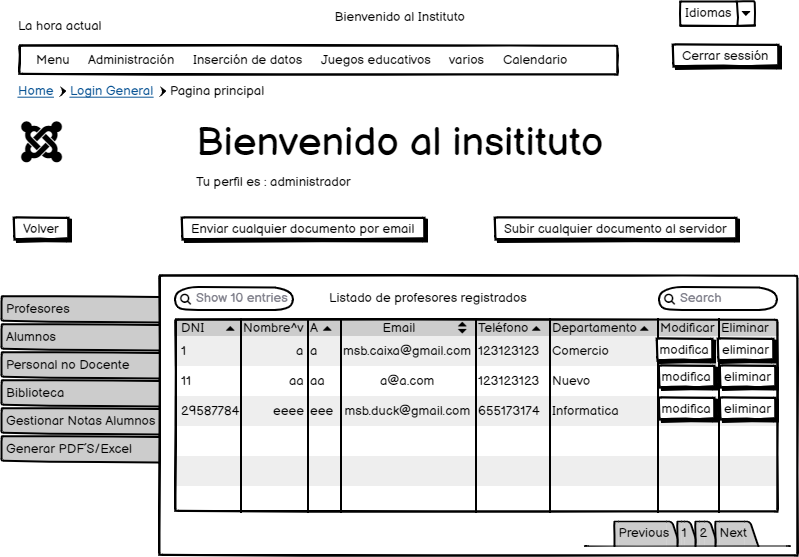 La hora actual
Bienvenido al Instituto
Idiomas
Menu Administración Inserción de datos Juegos educativos varios Calendario
Cerrar sessión
Home Login General Pagina principal
Bienvenido al insitituto
Tu perfil es : administrador
Volver Enviar cualquier documento por email Subir cualquier documento al servidor
Profesores
Alumnos
Personal no Docente
Biblioteca
Gestionar Notas Alumnos
Generar PDF'S/Excel
Show 10 entries Listado de profesores registrados Search
DNI Nombre^v A Email Teléfono Departamento Modificar Eliminar
1 a a msb.caixa@gmail.com 123123123 Comercio modifica eliminar
11 aa aa a@a.com 123123123 Nuevo modifica eliminar
29587784 eeee eee msb.duck@gmail.com 655173174 Informatica modifica eliminar
Previous 1 2 Next